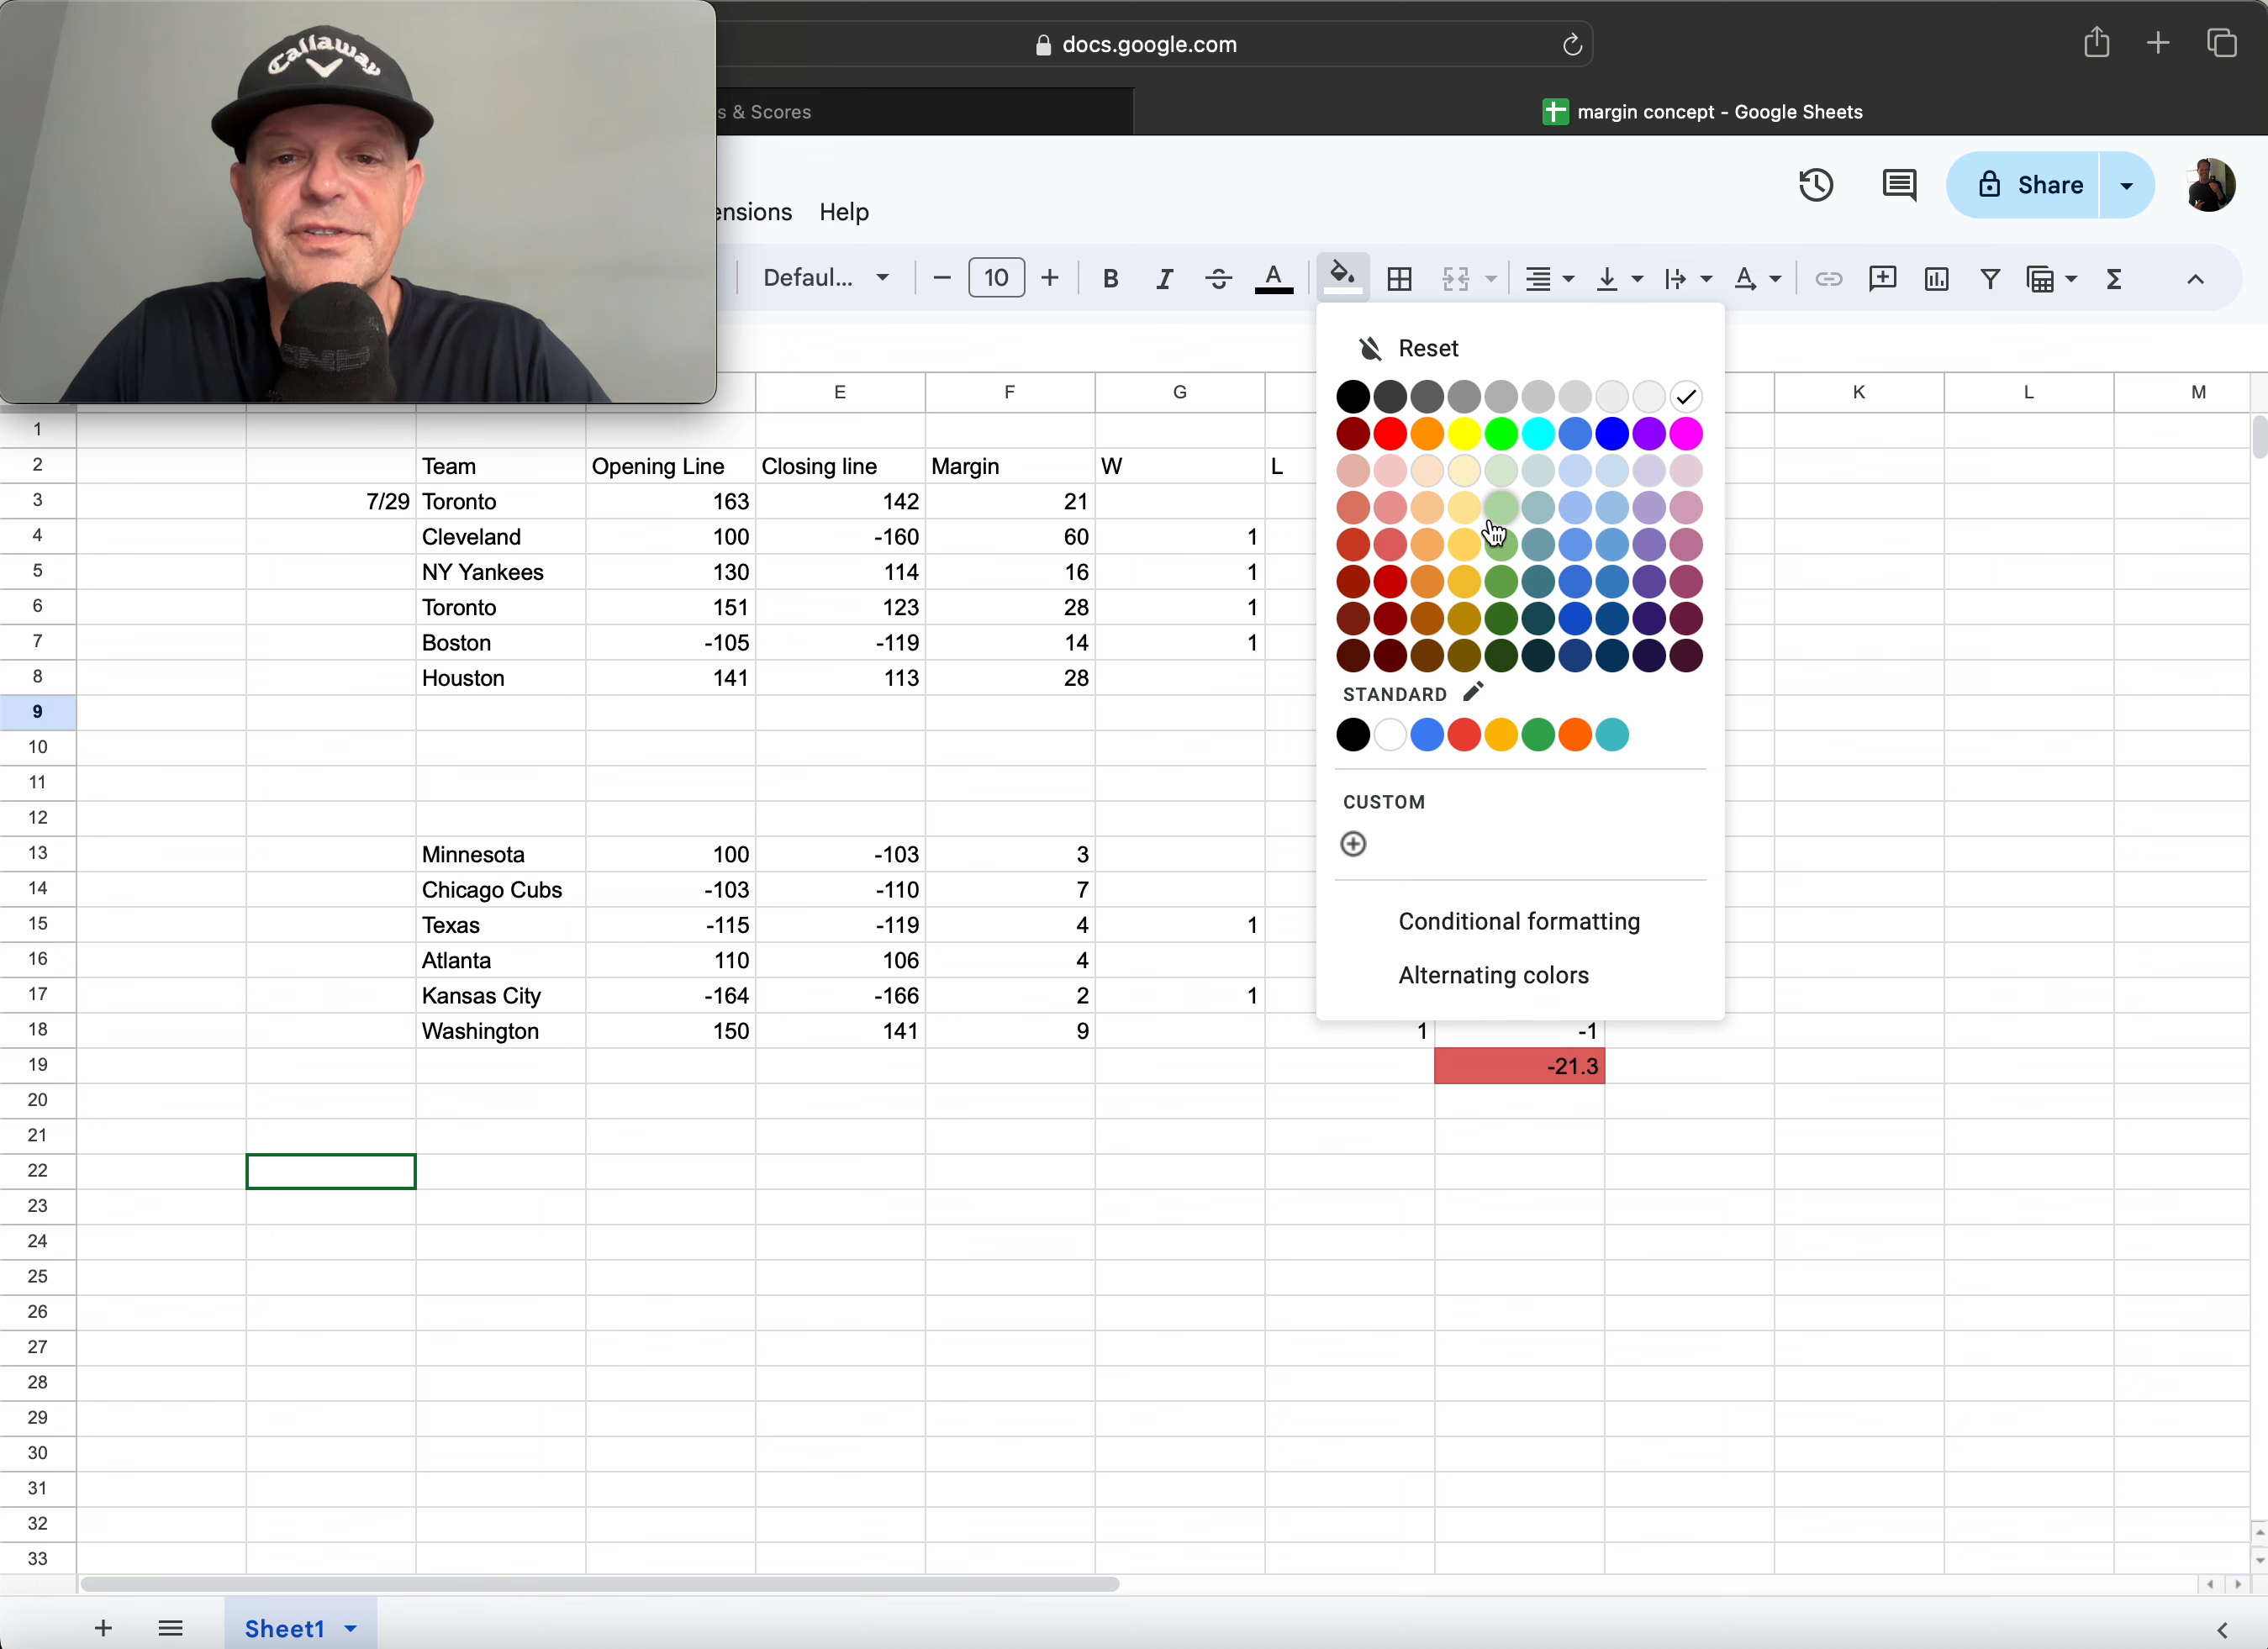 Callaway
docs.google.com
s & Scores
margin concept - Google Sheets
ensions Help
Share
Defaul... 10 B I S A
Reset
E F G K L M
1
2 Team Opening Line Closing line Margin W L
3 7/29 Toronto 163 142 21
4 Cleveland 100 -160 60 1
5 NY Yankees 130 114 16 1
6 Toronto 151 123 28 1
7 Boston -105 -119 14 1
8 Houston 141 113 28
9
STANDARD
10
11
CUSTOM
12
13 Minnesota 100 -103 3
14 Chicago Cubs -103 -110 7
15 Texas -115 -119 4 1
Conditional formatting
16 Atlanta 110 106 4
Alternating colors
17 Kansas City -164 -166 2 1
18 Washington 150 141 9 1 -1
19 -21.3
20
21
22
23
24
25
26
27
28
29
30
31
32
33
Sheet1